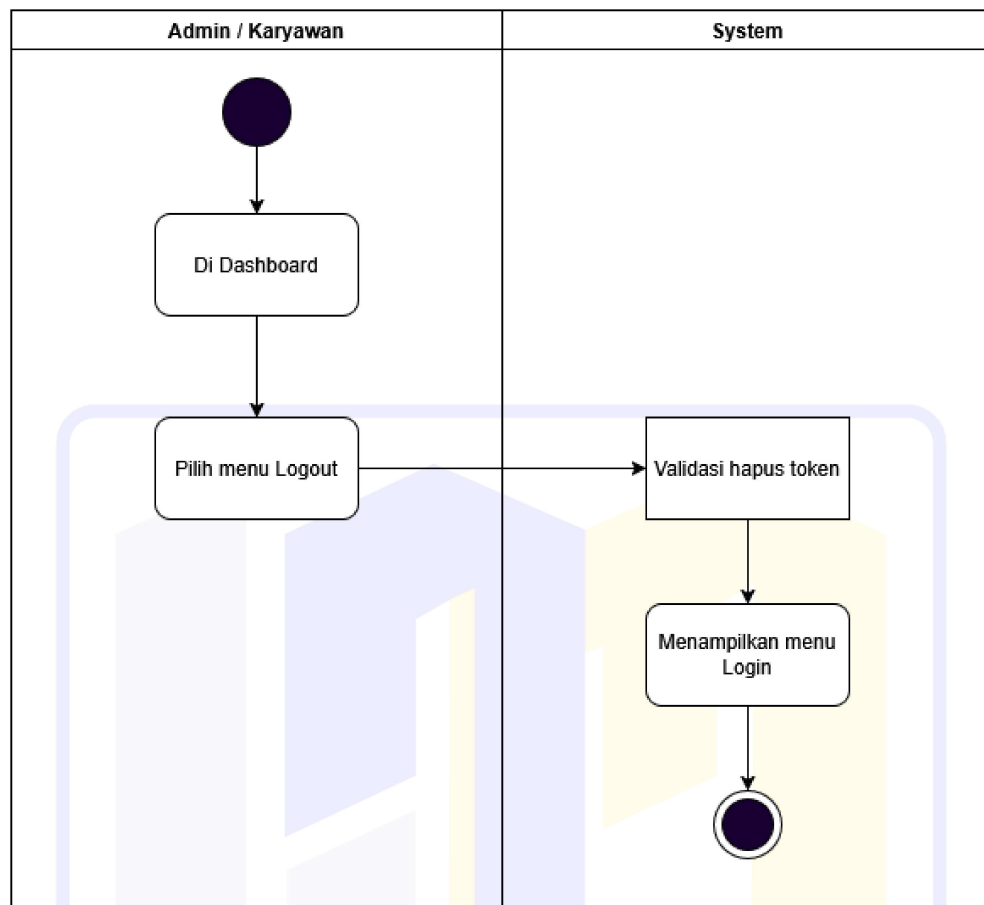 Admin / Karyawan
System
Di Dashboard
Pilih menu Logout
Validasi hapus token
Menampilkan menu
Login